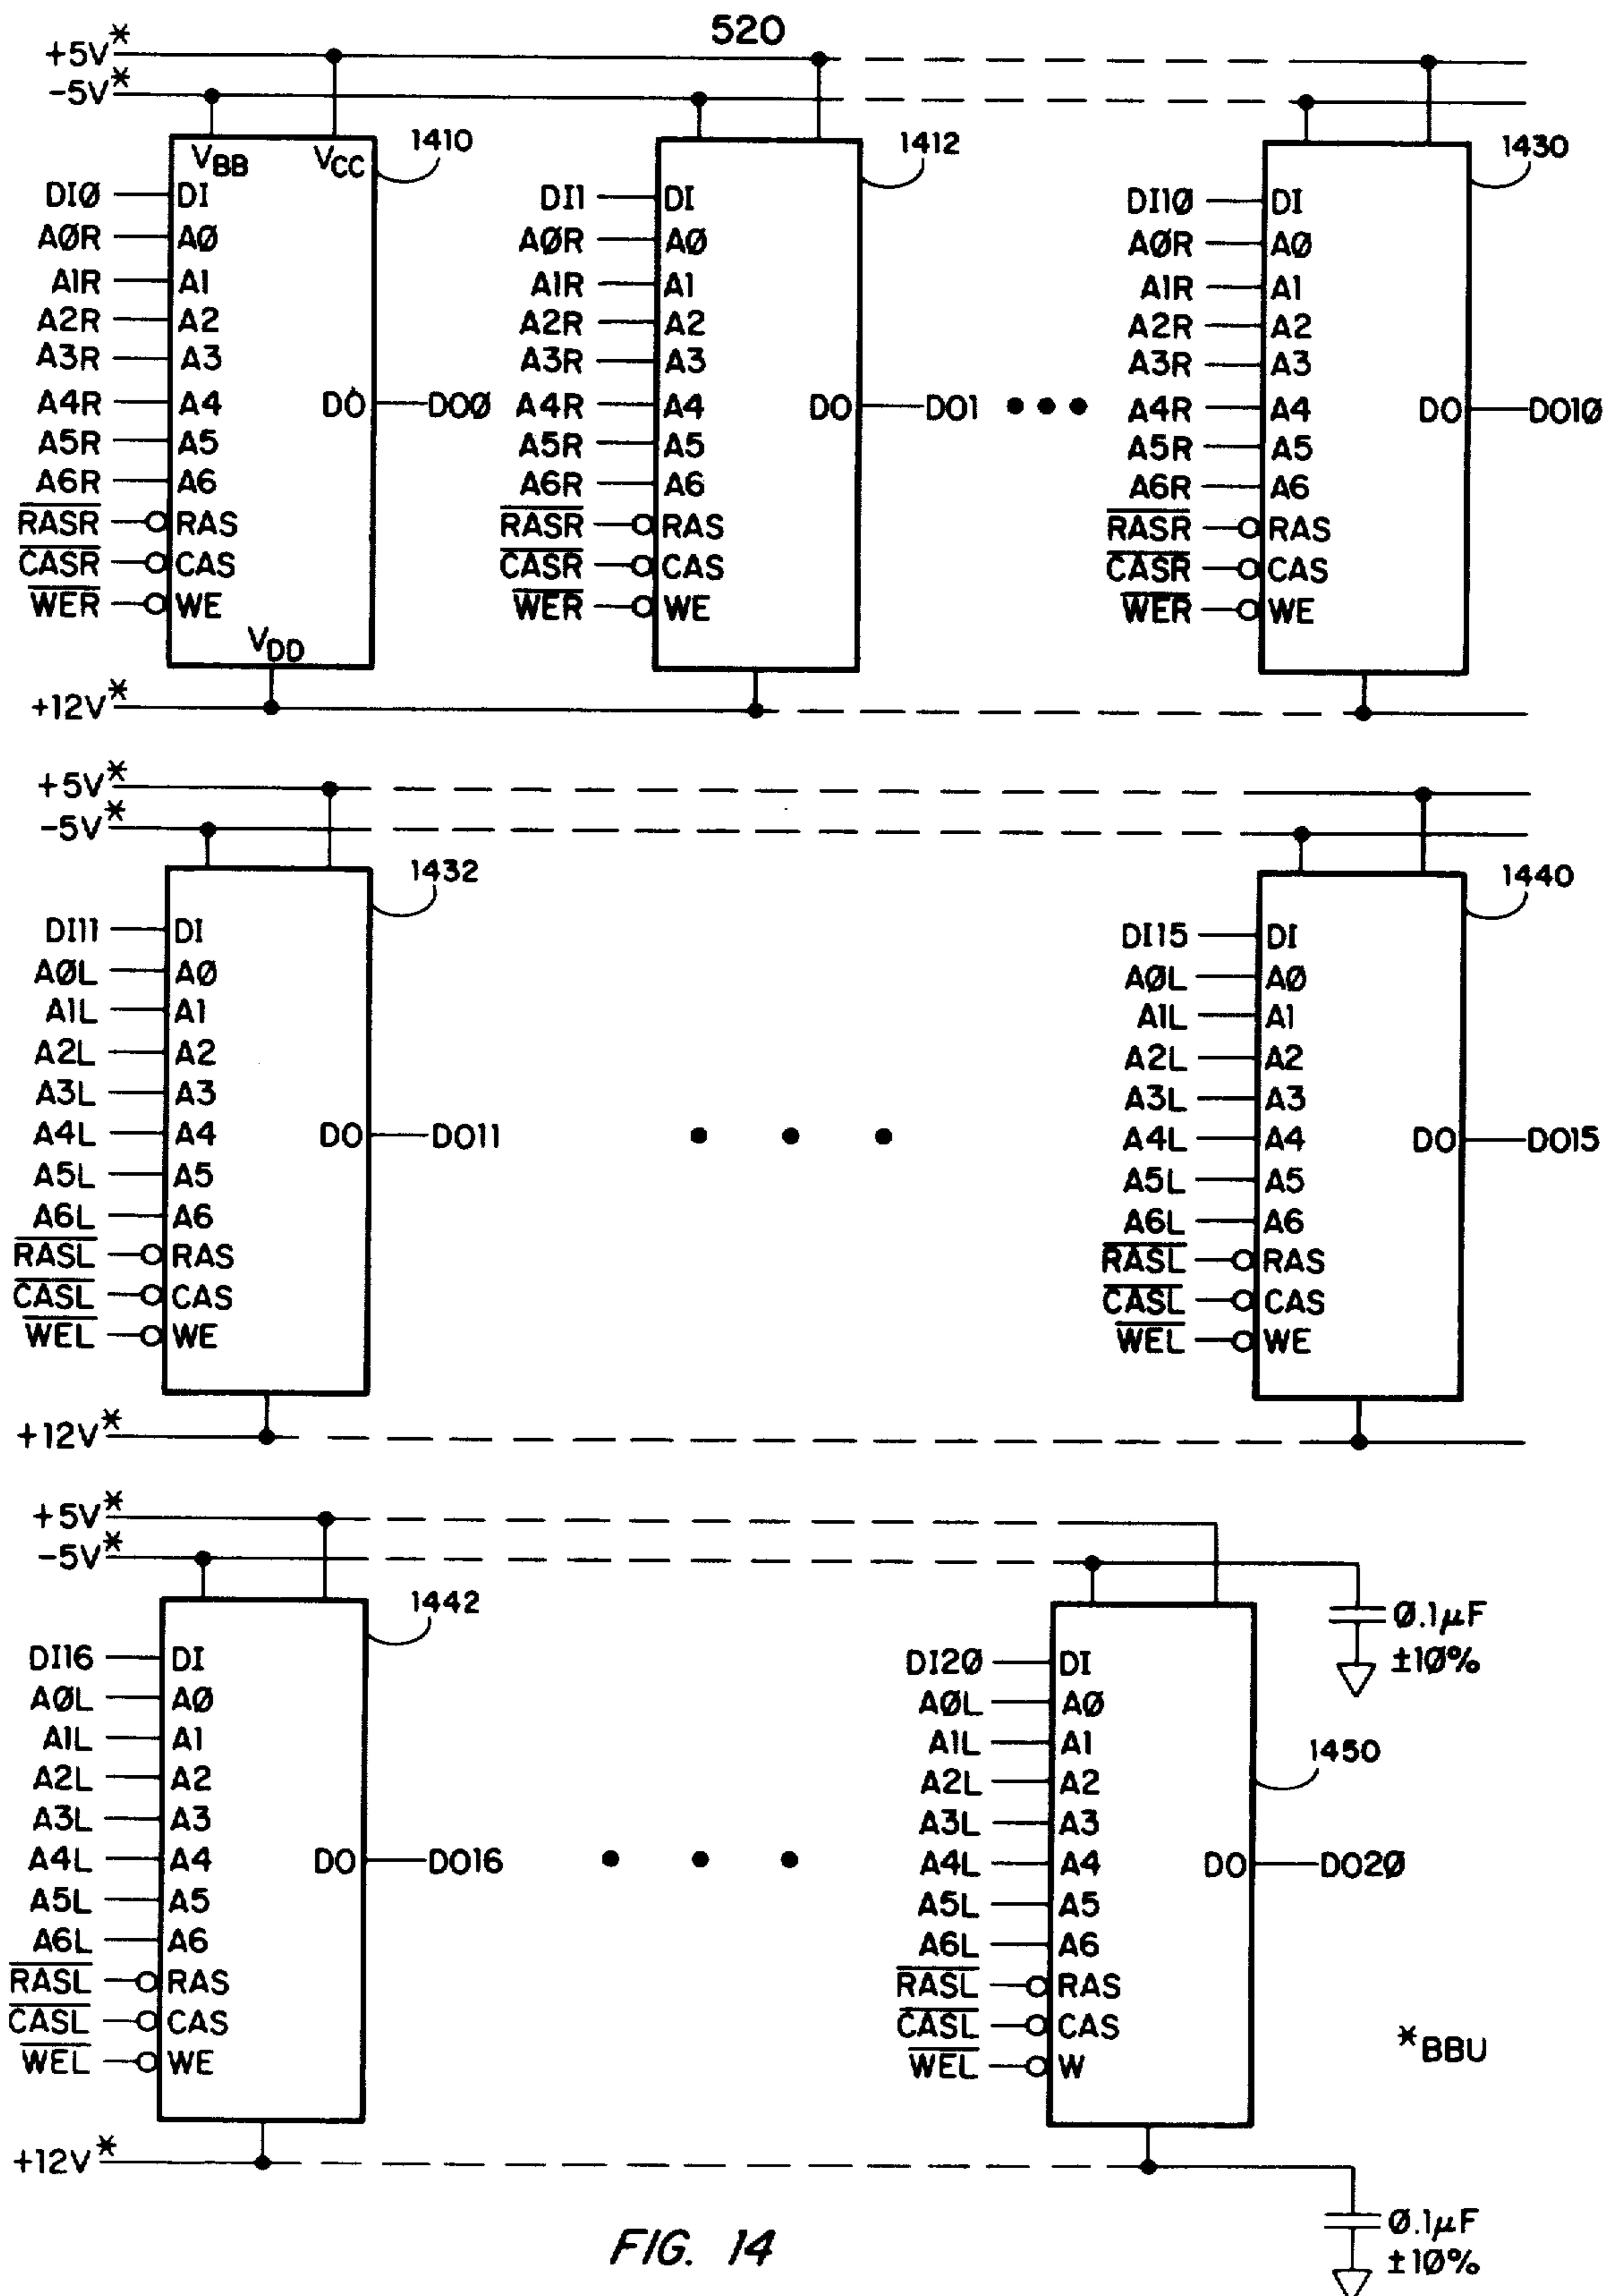 520
+5V*
-5V*
1410
1412
1430
VBB VCC
DIØ DI
DI1 DI
DI1Ø DI
AØR AØ
AØR AØ
AØR AØ
A1R A1
A1R A1
A1R A1
A2R A2
A2R A2
A2R A2
A3R A3
A3R A3
A3R A3
A4R A4 DO DOØ
A4R A4 DO DO1
A4R A4 DO DO1Ø
A5R A5
A5R A5
A5R A5
A6R A6
A6R A6
A6R A6
RASR RAS
RASR RAS
RASR RAS
CASR CAS
CASR CAS
CASR CAS
WER WE
WER WE
WER WE
VDD
+12V*
+5V*
-5V*
1432
1440
DI11 DI
DI15 DI
AØL AØ
AØL AØ
A1L A1
A1L A1
A2L A2
A2L A2
A3L A3
A3L A3
A4L A4 DO DO11
A4L A4 DO DO15
A5L A5
A5L A5
A6L A6
A6L A6
RASL RAS
RASL RAS
CASL CAS
CASL CAS
WEL WE
WEL WE
+12V*
+5V*
-5V*
1442
Ø.1μF
±1Ø%
DI16 DI
DI2Ø DI
AØL AØ
AØL AØ
A1L A1
A1L A1
1450
A2L A2
A2L A2
A3L A3
A3L A3
A4L A4 DO DO16
A4L A4 DO DO2Ø
A5L A5
A5L A5
A6L A6
A6L A6
RASL RAS
RASL RAS
CASL CAS
CASL CAS
WEL WE
WEL W
*BBU
+12V*
Ø.1μF
±1Ø%
FIG. 14